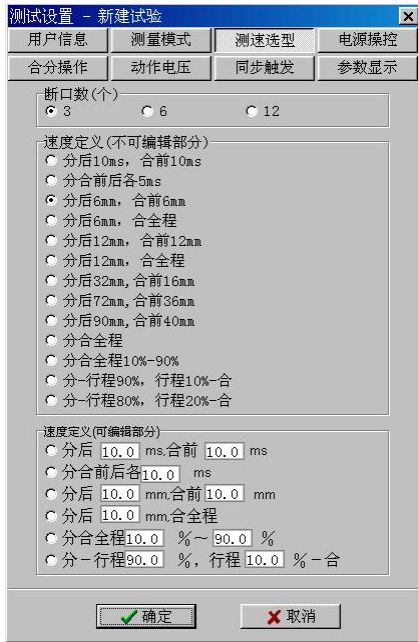 测试设置 - 新建试验
用户信息 测量模式 测速选型 电源操控
合分操作 动作电压 同步触发 参数显示
断口数(个)
3 6 12
速度定义(不可编辑部分)
分后10ms, 合前10ms
分合前后各5ms
分后6mm, 合前6mm
分后6mm, 合全程
分后12mm, 合前12mm
分后12mm, 合全程
分后32mm,合前16mm
分后72mm,合前36mm
分后90mm,合前40mm
分合全程
分合全程10%-90%
分-行程90%, 行程10%-合
分-行程80%, 行程20%-合
速度定义(可编辑部分)
分后 10.0 ms,合前 10.0 ms
分合前后各10.0 ms
分后 10.0 mm,合前 10.0 mm
分后 10.0 mm,合全程
分合全程10.0 %~90.0 %
分-行程90.0 %, 行程10.0 %-合
确定 取消